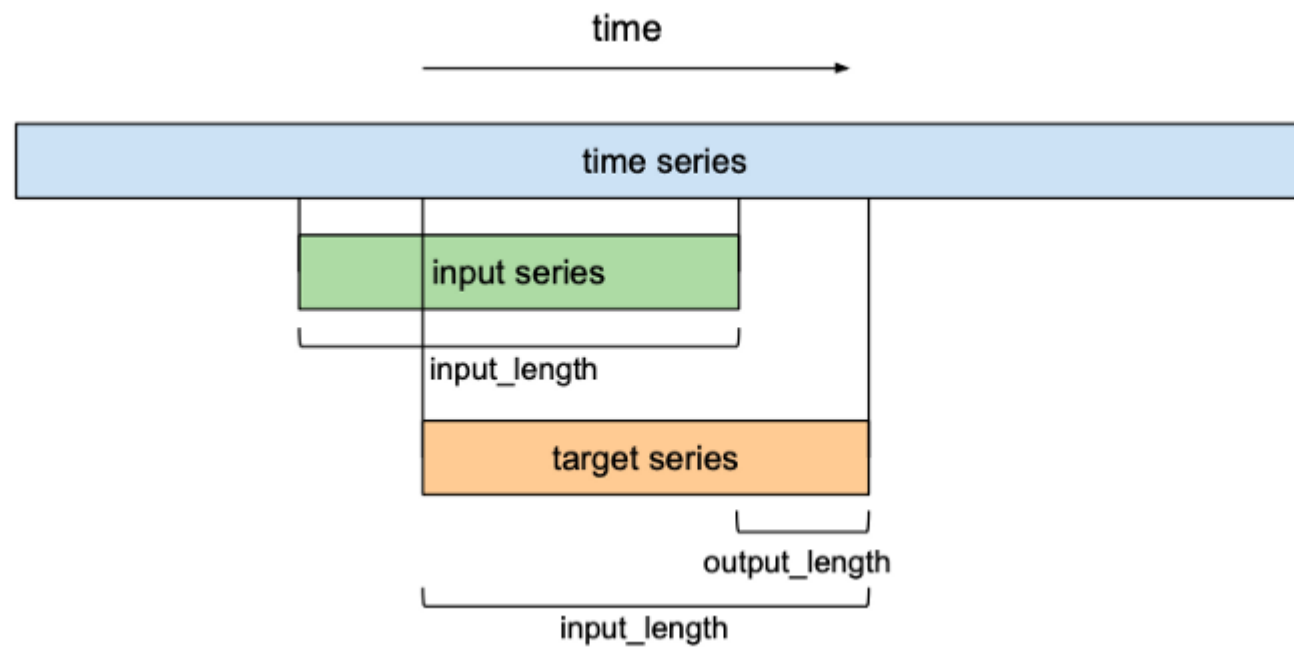 time
time series
input series
input_length
target series
output_length
input_length